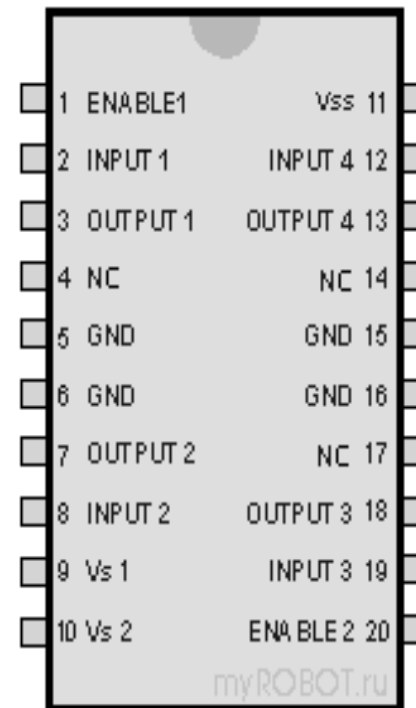 1 ENABLE1 Vss 11
2 INPUT 1 INPUT 4 12
3 OUTPUT 1 OUTPUT 4 13
4 NC NC 14
5 GND GND 15
6 GND GND 16
7 OUTPUT 2 NC 17
8 INPUT 2 OUTPUT 3 18
9 Vs 1 INPUT 3 19
10 Vs 2 ENABLE 2 20
myROBOT.ru